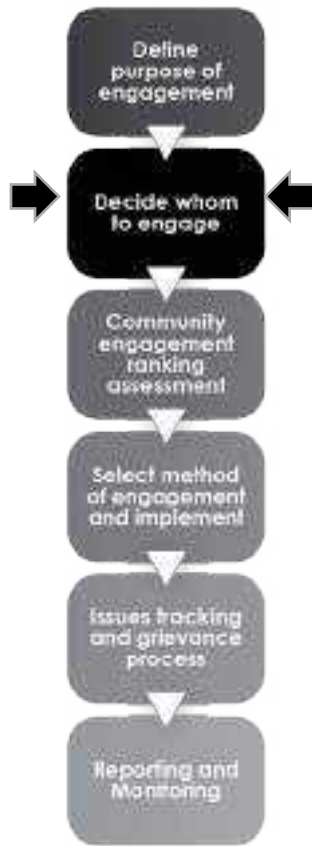 Define
purpose of
engagement
Decide whom
to engage
Community
engagement
ranking
assessment
Select method
of engagement
and implement
Issues tracking
and grievance
process
Reporting and
Monitoring